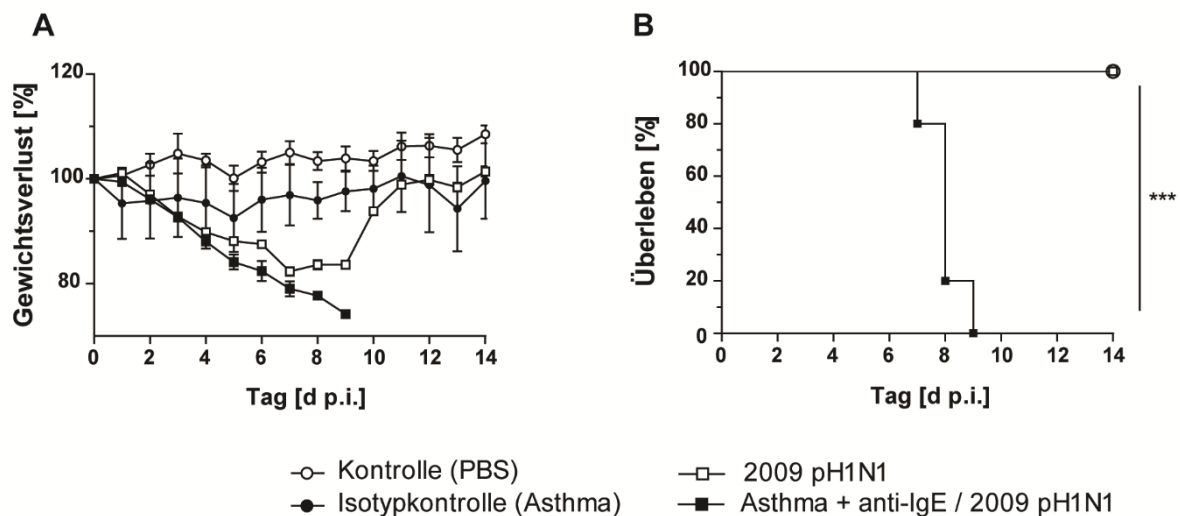 A
Gewichtsverlust [%]
120
100
80
0 2 4 6 8 10 12 14
Tag [d p.i.]
B
Überleben [%]
100
80
60
40
20
0
0 2 4 6 8 10 12 14
Tag [d p.i.]
***
Kontrolle (PBS)
Isotypkontrolle (Asthma)
2009 pH1N1
Asthma + anti-IgE / 2009 pH1N1